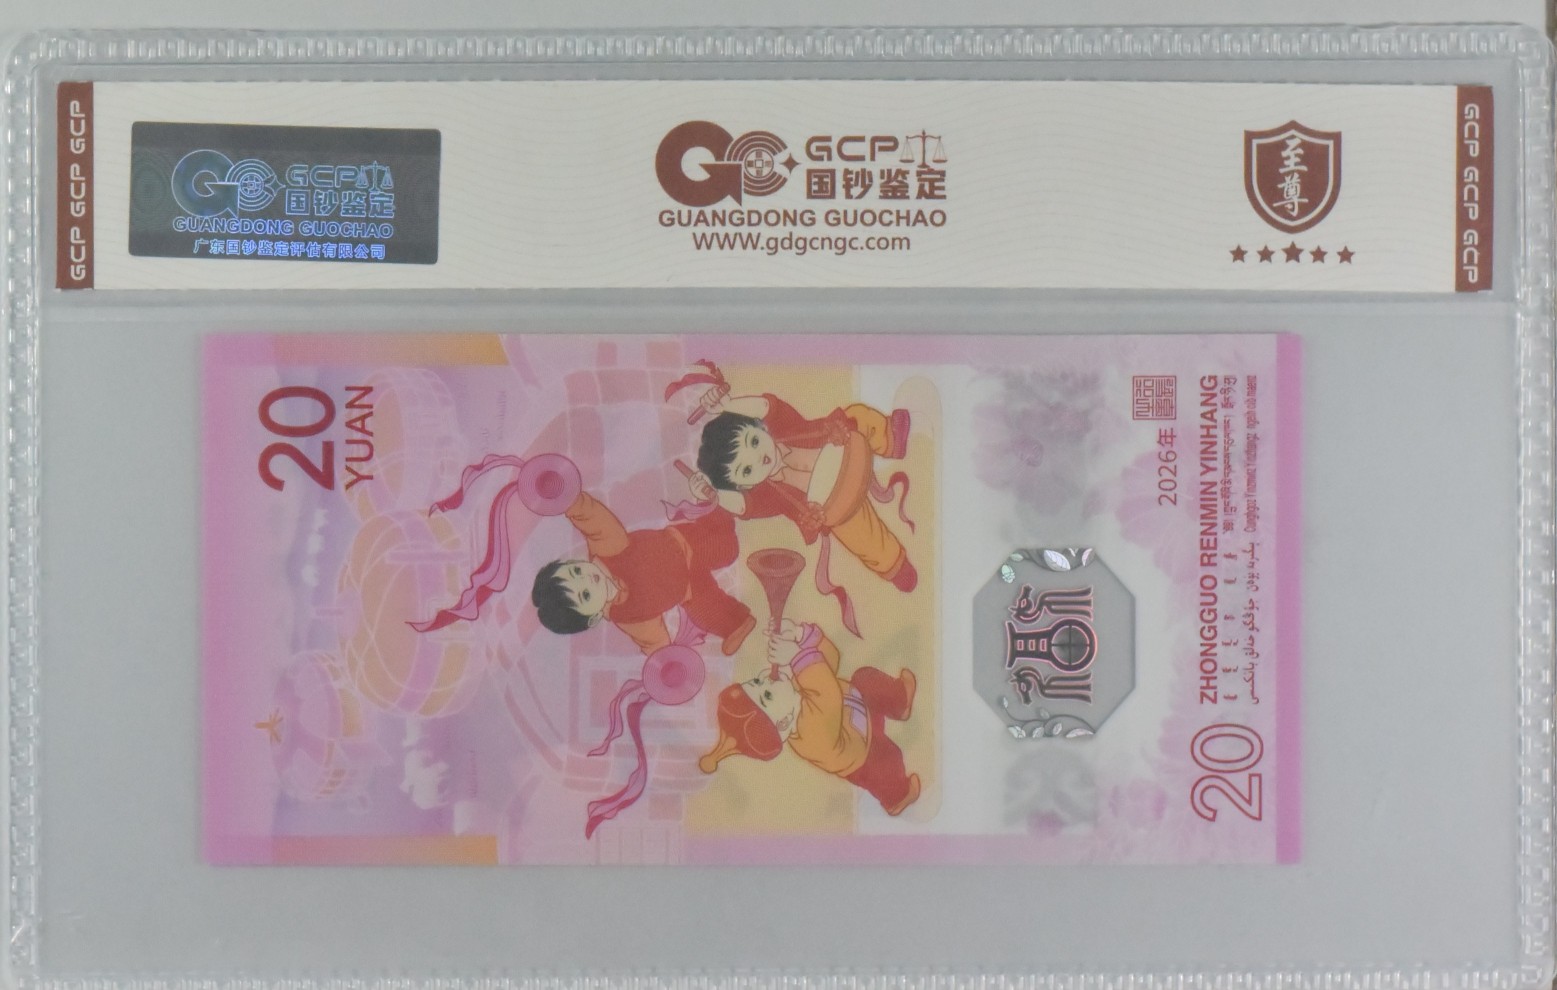 GCP GCP GCP
GCP
国钞鉴定
GUANGDONG GUOCHAO
广东国钞鉴定评估有限公司
GCP
国钞鉴定
GUANGDONG GUOCHAO
WWW.gdgcngc.com
至尊
GCP GCP GCP
20
YUAN
2026年
ZHONGGUO RENMIN YINHANG
20